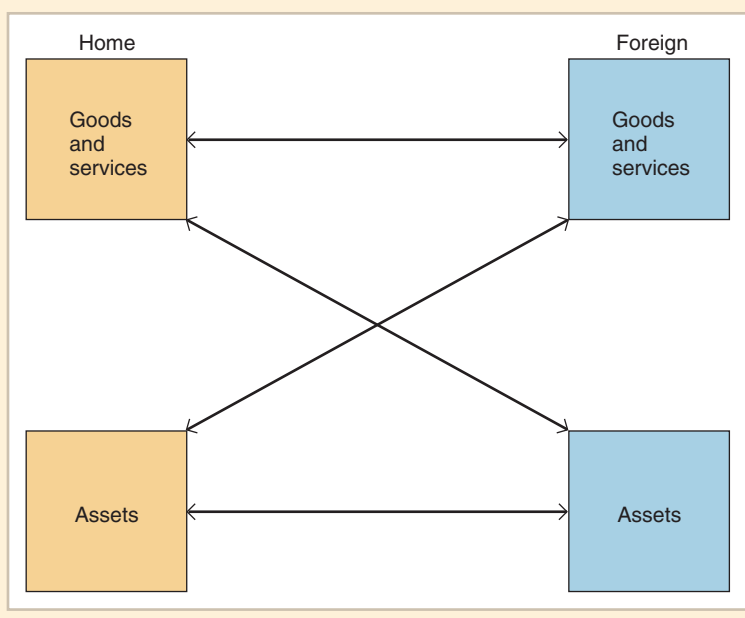 Home
Foreign
Goods
and
services
Goods
and
services
Assets
Assets